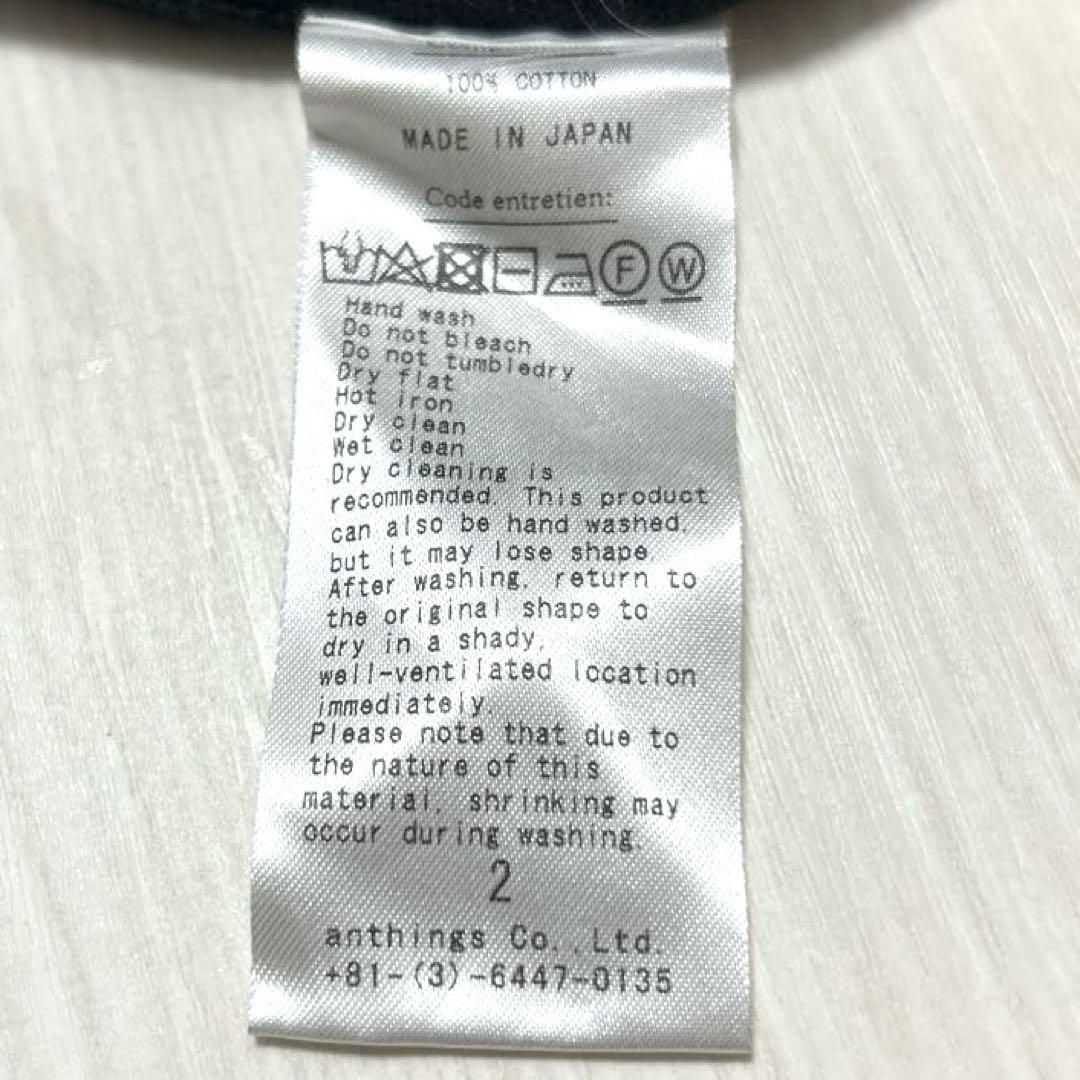 100% COTTON
MADE IN JAPAN
Code entretien:
F W
Hand wash
Do not bleach
Do not tumbledry
Dry flat
Hot iron
Dry clean
Wet clean
Dry cleaning is
recommended. This product
can also be hand washed,
but it may lose shape.
After washing, return to
the original shape to
dry in a shady,
well-ventilated location
immediately.
Please note that due to
the nature of this
material, shrinking may
occur during washing.
2
anthings Co.,Ltd.
+81-(3)-6447-0135